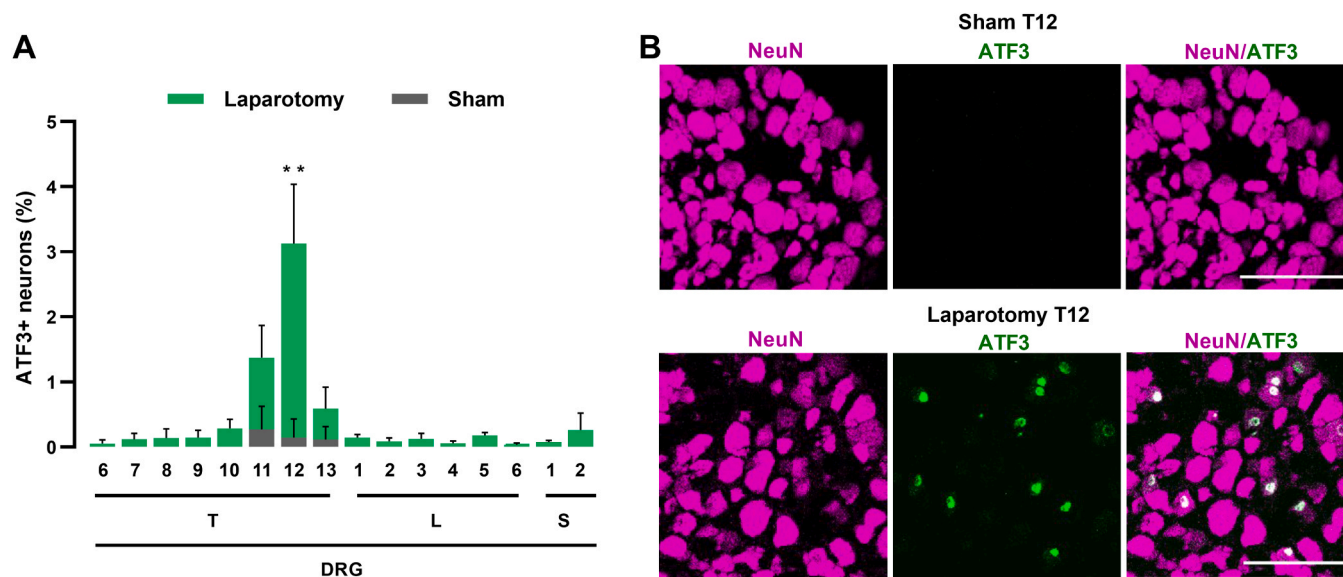 A
Laparotomy Sham
ATF3+ neurons (%)
5
4
3
2
1
0
**
6 7 8 9 10 11 12 13 1 2 3 4 5 6 1 2
T L S
DRG
B
Sham T12
NeuN ATF3 NeuN/ATF3
Laparotomy T12
NeuN ATF3 NeuN/ATF3